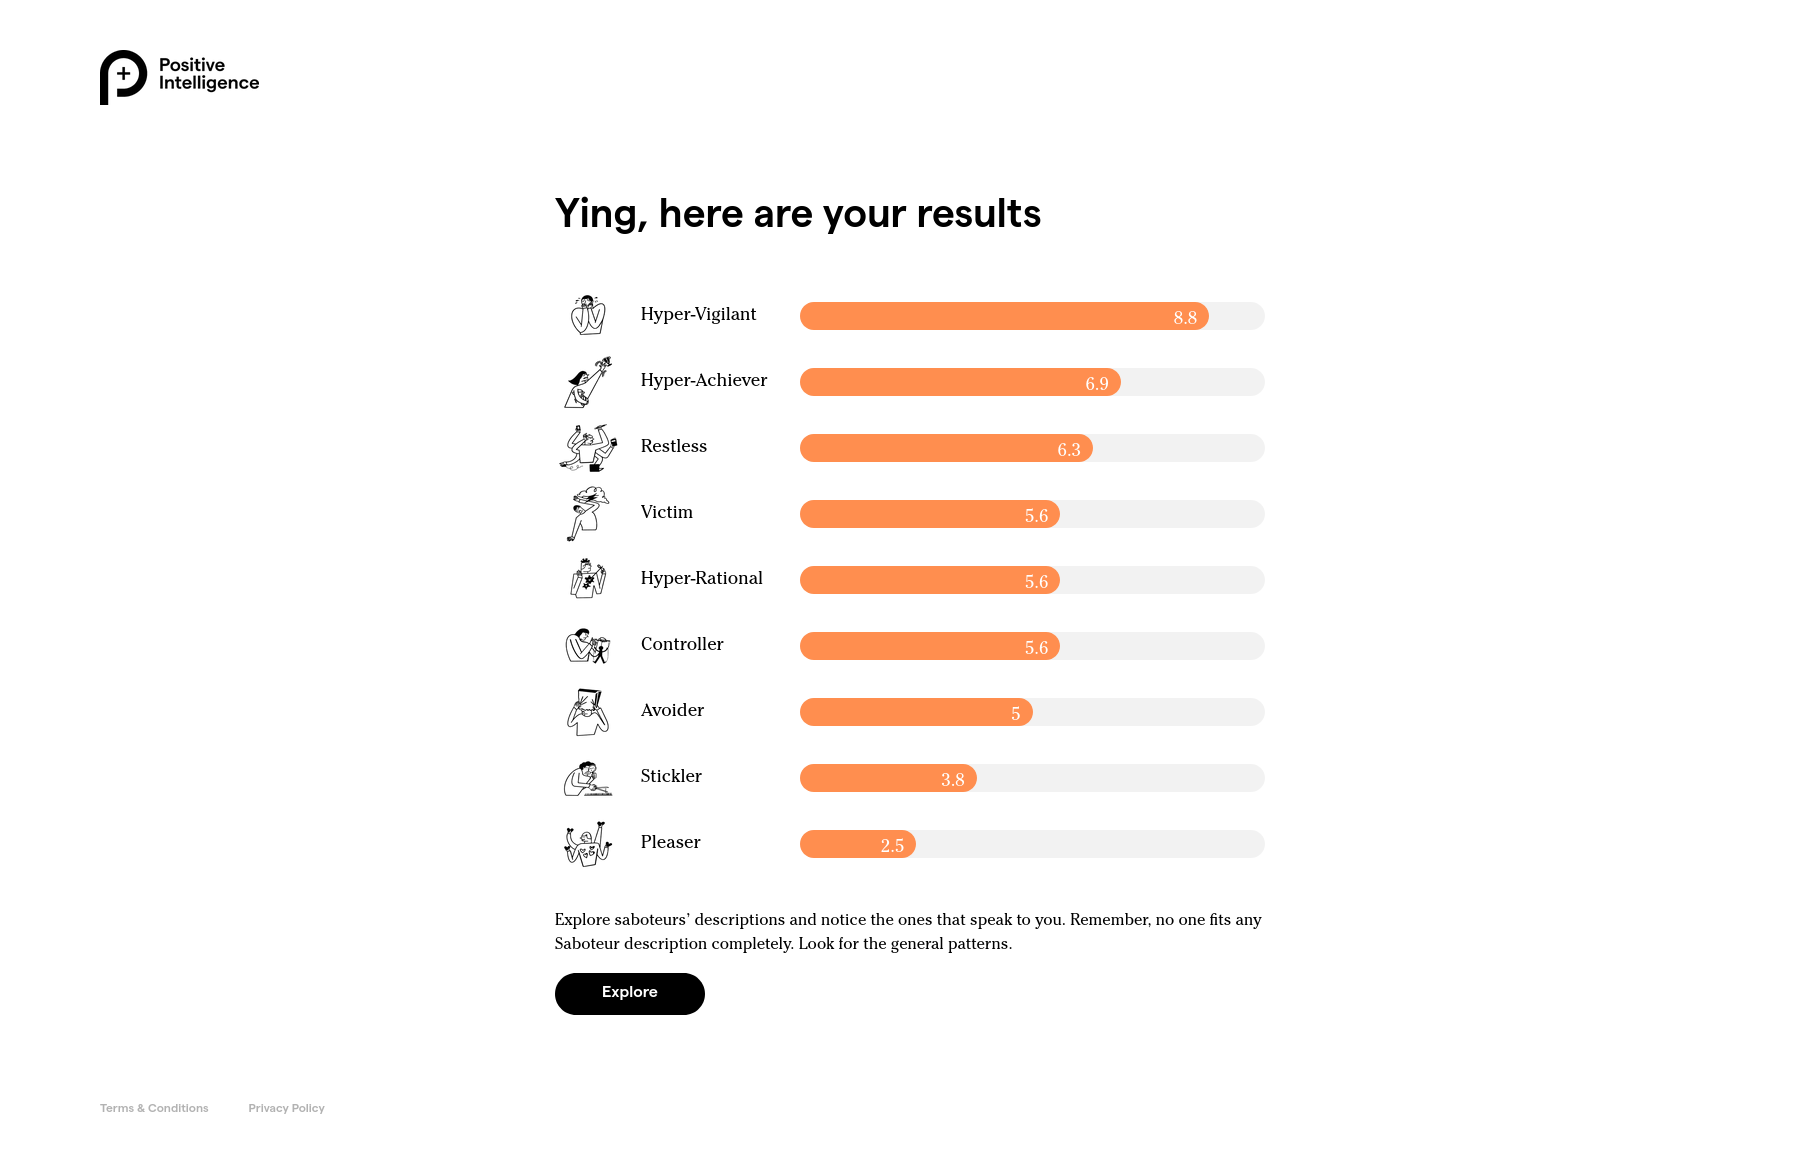 Positive
Intelligence
Ying, here are your results
Hyper-Vigilant 8.8
Hyper-Achiever 6.9
Restless 6.3
Victim 5.6
Hyper-Rational 5.6
Controller 5.6
Avoider 5
Stickler 3.8
Pleaser 2.5
Explore saboteurs’ descriptions and notice the ones that speak to you. Remember, no one fits any
Saboteur description completely. Look for the general patterns.
Explore
Terms & Conditions Privacy Policy